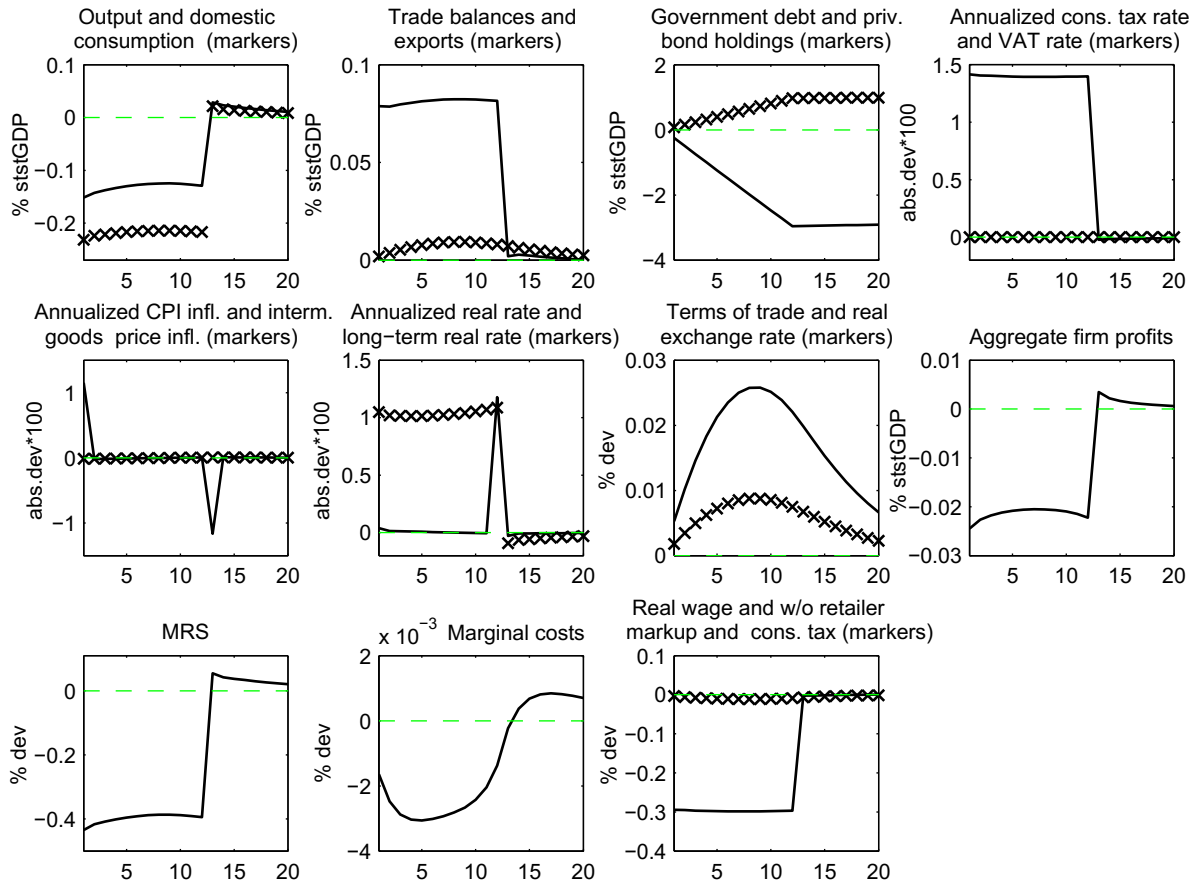 Output and domestic
consumption (markers)
% ststGDP
0.1
0
−0.1
−0.2
5 10 15 20
Trade balances and
exports (markers)
% ststGDP
0.1
0.05
0
5 10 15 20
Government debt and priv.
bond holdings (markers)
% ststGDP
2
0
−2
−4
5 10 15 20
Annualized cons. tax rate
and VAT rate (markers)
abs.dev*100
1.5
1
0.5
0
5 10 15 20
Annualized CPI infl. and interm.
goods price infl. (markers)
abs.dev*100
1
0
−1
5 10 15 20
Annualized real rate and
long−term real rate (markers)
abs.dev*100
1.5
1
0.5
0
5 10 15 20
Terms of trade and real
exchange rate (markers)
% dev
0.03
0.02
0.01
0
5 10 15 20
Aggregate firm profits
% ststGDP
0.01
0
−0.01
−0.02
−0.03
5 10 15 20
MRS
% dev
0
−0.2
−0.4
5 10 15 20
x 10−3 Marginal costs
% dev
2
0
−2
−4
5 10 15 20
Real wage and w/o retailer
markup and cons. tax (markers)
% dev
0.1
0
−0.1
−0.2
−0.3
−0.4
5 10 15 20